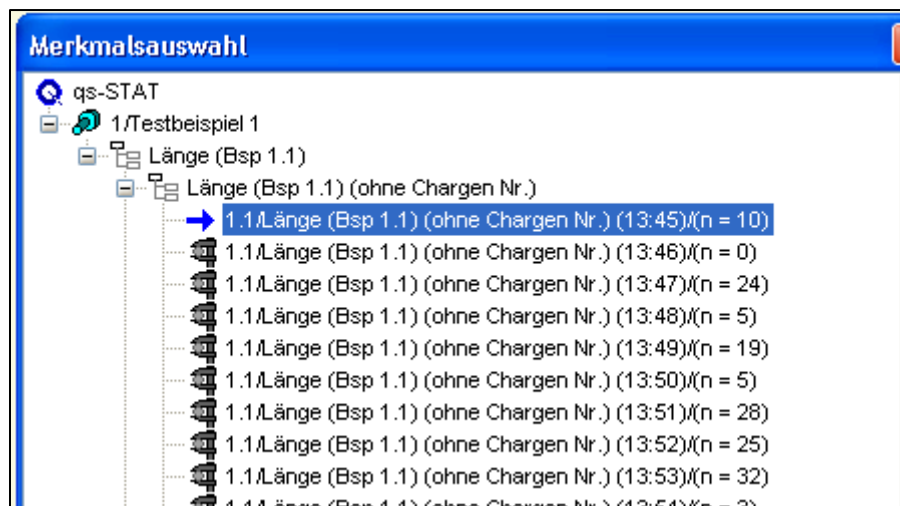 Merkmalsauswahl
qs-STAT
1/Testbeispiel 1
Länge (Bsp 1.1)
Länge (Bsp 1.1) (ohne Chargen Nr.)
1.1/Länge (Bsp 1.1) (ohne Chargen Nr.) (13:45)/(n = 10)
1.1/Länge (Bsp 1.1) (ohne Chargen Nr.) (13:46)/(n = 0)
1.1/Länge (Bsp 1.1) (ohne Chargen Nr.) (13:47)/(n = 24)
1.1/Länge (Bsp 1.1) (ohne Chargen Nr.) (13:48)/(n = 5)
1.1/Länge (Bsp 1.1) (ohne Chargen Nr.) (13:49)/(n = 19)
1.1/Länge (Bsp 1.1) (ohne Chargen Nr.) (13:50)/(n = 5)
1.1/Länge (Bsp 1.1) (ohne Chargen Nr.) (13:51)/(n = 28)
1.1/Länge (Bsp 1.1) (ohne Chargen Nr.) (13:52)/(n = 25)
1.1/Länge (Bsp 1.1) (ohne Chargen Nr.) (13:53)/(n = 32)